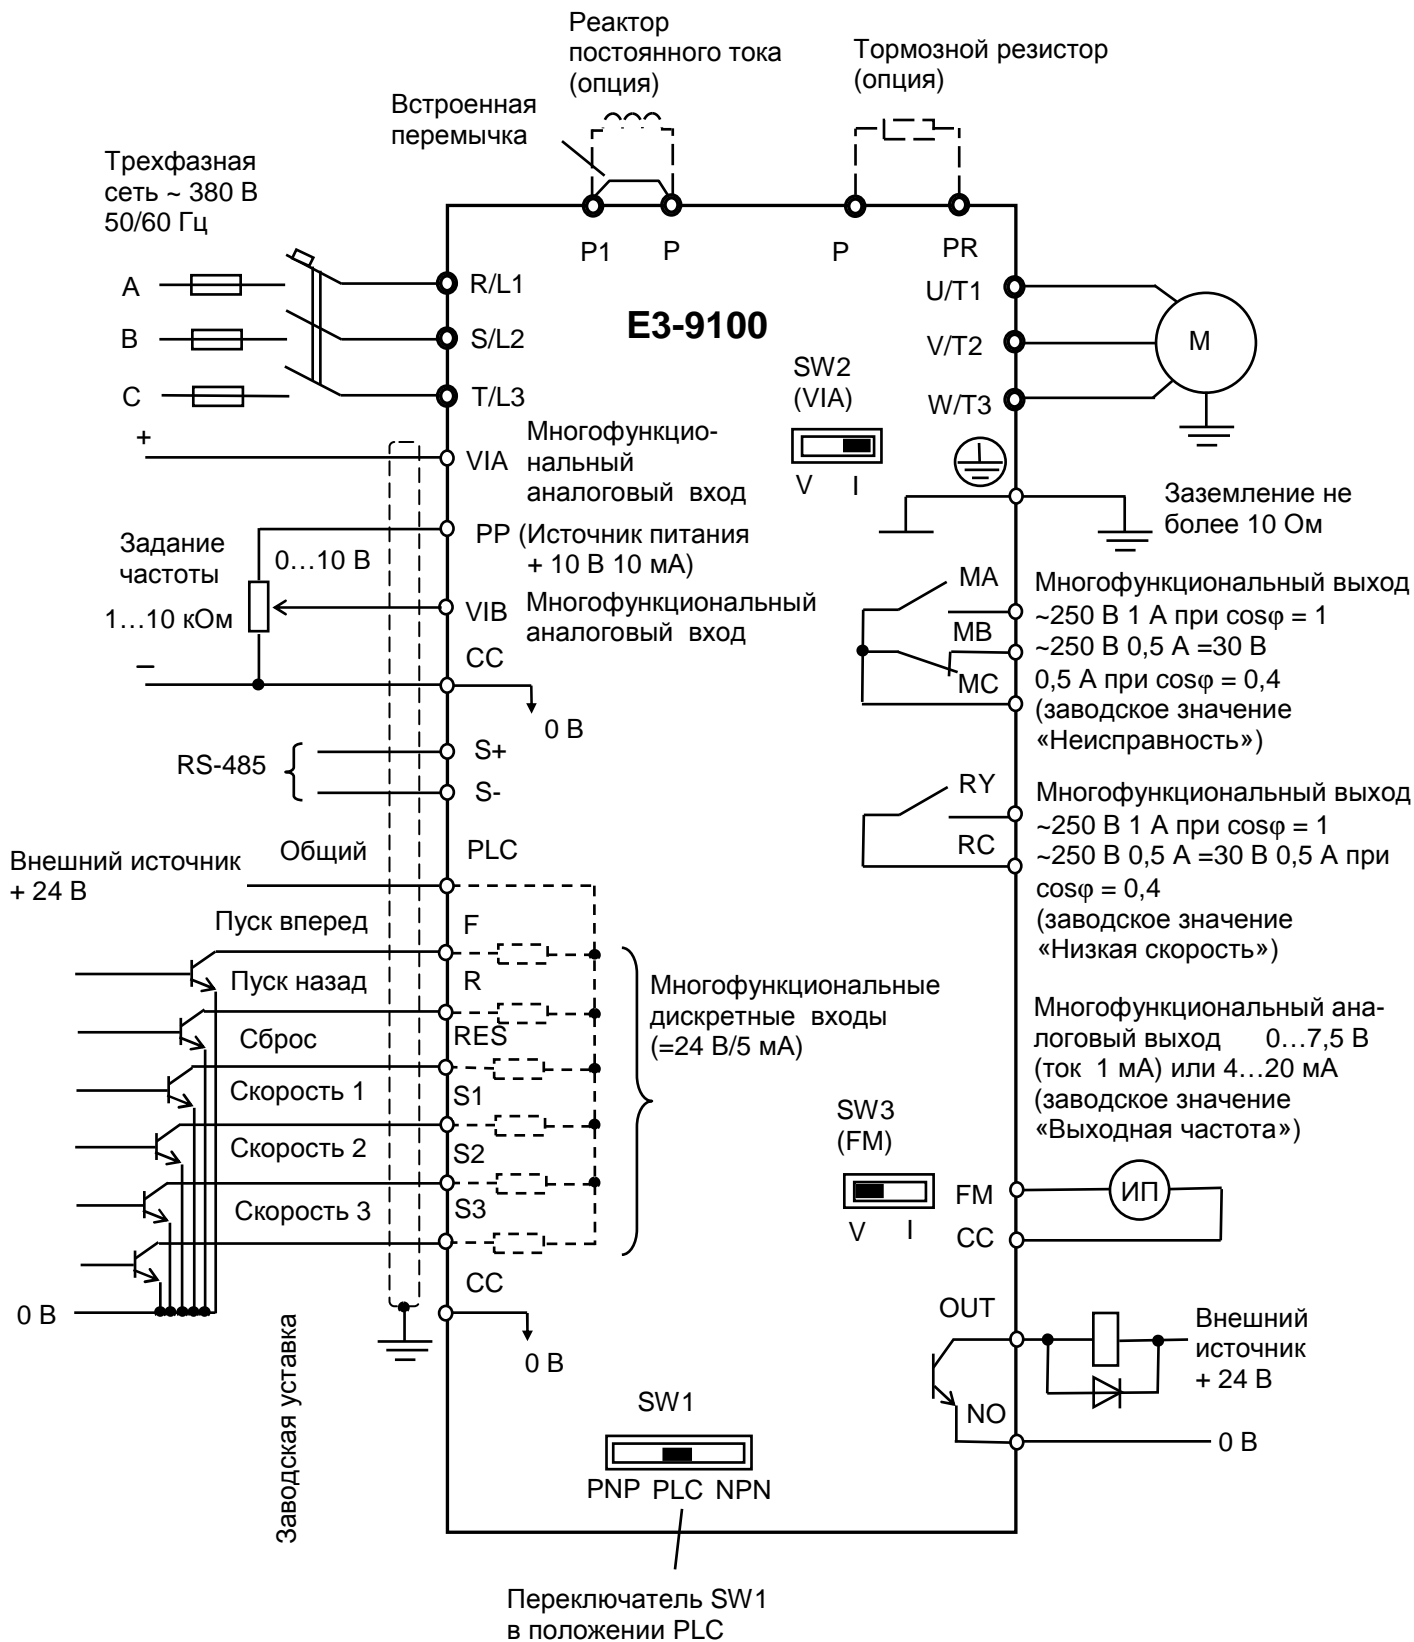 Реактор
постоянного тока
(опция)
Тормозной резистор
(опция)
Встроенная
перемычка
Трехфазная
сеть ~ 380 В
50/60 Гц
P1
P
P
PR
A
R/L1
U/T1
E3-9100
M
B
S/L2
V/T2
SW2
(VIA)
C
T/L3
W/T3
V
I
+
VIA
Многофункцио-
нальный
аналоговый вход
Заземление не
более 10 Ом
PP (Источник питания
+ 10 В 10 мА)
Задание
частоты
0…10 В
1…10 кОм
VIB
Многофункциональный
аналоговый вход
–
CC
0 В
MA
MB
MC
Многофункциональный выход
~250 В 1 А при cosφ = 1
~250 В 0,5 А =30 В
0,5 А при cosφ = 0,4
(заводское значение
«Неисправность»)
RS-485
S+
S-
RY
RC
Многофункциональный выход
~250 В 1 А при cosφ = 1
~250 В 0,5 А =30 В 0,5 А при
cosφ = 0,4
(заводское значение
«Низкая скорость»)
Внешний источник
+ 24 В
Общий
PLC
Пуск вперед
F
Пуск назад
R
Сброс
RES
Скорость 1
S1
Скорость 2
S2
Скорость 3
S3
Многофункциональные
дискретные входы
(=24 В/5 мА)
Многофункциональный ана-
логовый выход 0…7,5 В
(ток 1 мА) или 4…20 мА
(заводское значение
«Выходная частота»)
SW3
(FM)
V
I
FM
ИП
CC
CC
0 В
0 В
Заводская уставка
OUT
NO
Внешний
источник
+ 24 В
0 В
SW1
PNP PLC NPN
Переключатель SW1
в положении PLC